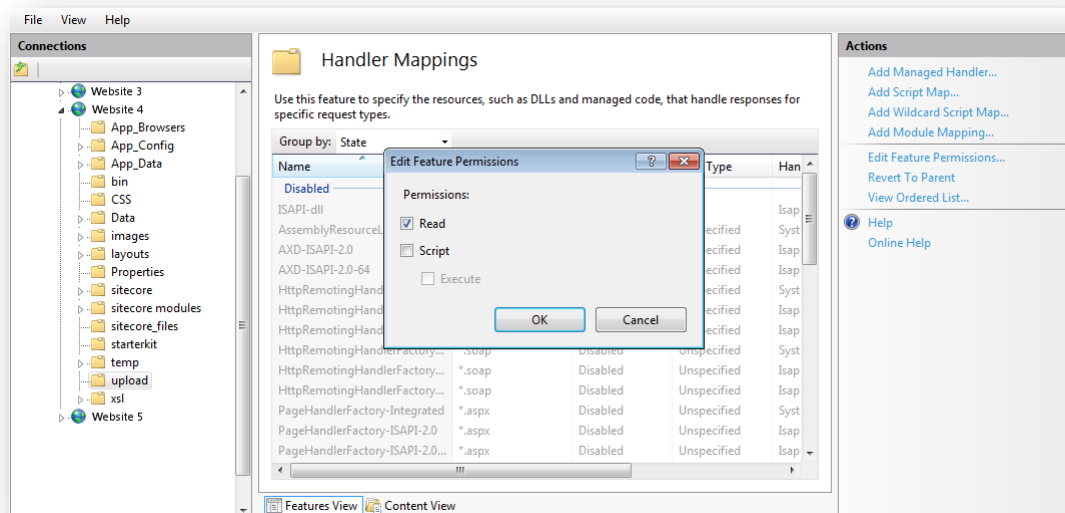 File View Help
Connections
Website 3
Website 4
App_Browsers
App_Config
App_Data
bin
CSS
Data
images
layouts
Properties
sitecore
sitecore modules
sitecore_files
starterkit
temp
upload
xsl
Website 5
Handler Mappings
Use this feature to specify the resources, such as DLLs and managed code, that handle responses for
specific request types.
Group by: State
Name Type Han
Disabled
ISAPI-dll Isap
AssemblyResourceL ecified Syst
AXD-ISAPI-2.0 ecified Isap
AXD-ISAPI-2.0-64 ecified Isap
HttpRemotingHand ecified Syst
HttpRemotingHand ecified Isap
HttpRemotingHand ecified Isap
HttpRemotingHandlerFactory... *.soap Disabled Unspecified Syst
HttpRemotingHandlerFactory... *.soap Disabled Unspecified Isap
HttpRemotingHandlerFactory... *.soap Disabled Unspecified Isap
PageHandlerFactory-Integrated *.aspx Disabled Unspecified Syst
PageHandlerFactory-ISAPI-2.0 *.aspx Disabled Unspecified Isap
PageHandlerFactory-ISAPI-2.0... *.aspx Disabled Unspecified Isap
Features View Content View
Edit Feature Permissions ?
Permissions:
Read
Script
Execute
OK Cancel
Actions
Add Managed Handler...
Add Script Map...
Add Wildcard Script Map...
Add Module Mapping...
Edit Feature Permissions...
Revert To Parent
View Ordered List...
? Help
Online Help